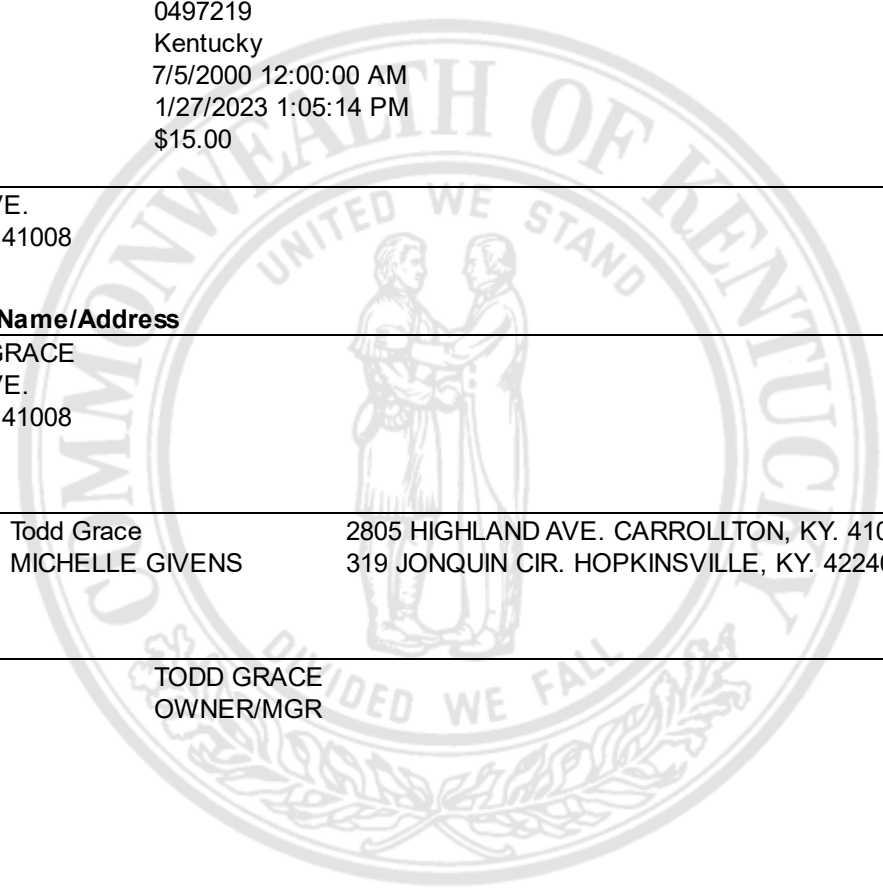 0497219
Kentucky
7/5/2000 12:00:00 AM
1/27/2023 1:05:14 PM
$15.00
VE.
41008
Name/Address
GRACE
VE.
41008
Todd Grace 2805 HIGHLAND AVE. CARROLLTON, KY. 410
MICHELLE GIVENS 319 JONQUIN CIR. HOPKINSVILLE, KY. 42240
TODD GRACE
OWNER/MGR
COMMONWEALTH OF KENTUCKY
UNITED WE STAND
DIVIDED WE FALL